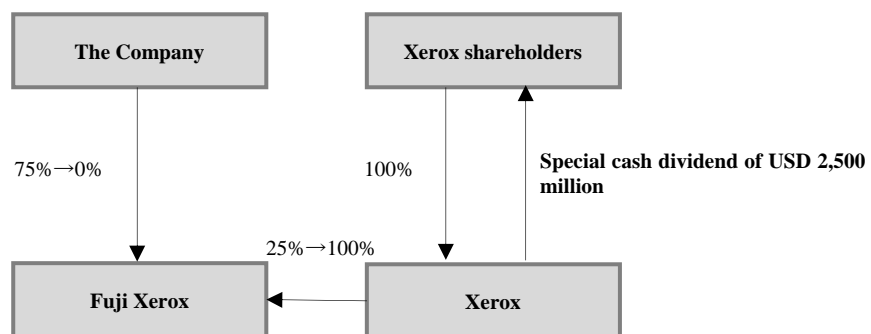 The Company
Xerox shareholders
75%→0%
100%
Special cash dividend of USD 2,500
million
25%→100%
Fuji Xerox
Xerox